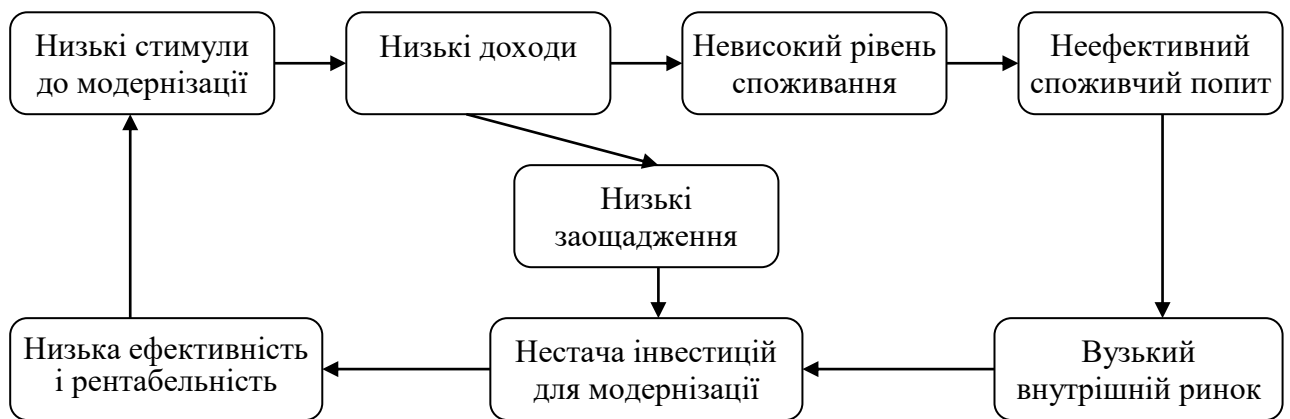 Низькі стимули
до модернізації
Низькі доходи
Невисокий рівень
споживання
Неефективний
споживчий попит
Низькі
заощадження
Низька ефективність
і рентабельність
Нестача інвестицій
для модернізації
Вузький
внутрішній ринок